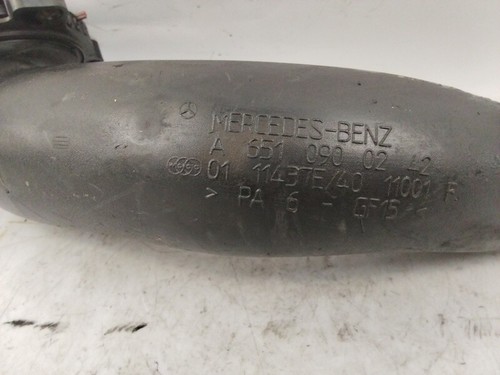 MERCEDES-BENZ
A 651 090 02 42
01 11437E/40 11001 R
> PA 6 - GF15 <